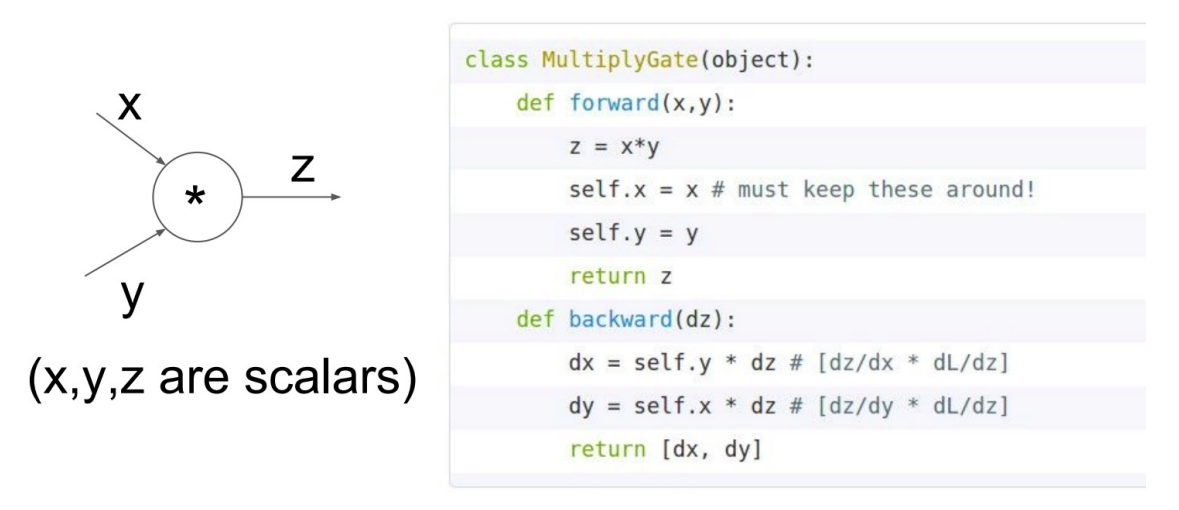 x
*
z
y
(x,y,z are scalars)
class MultiplyGate(object):
    def forward(x,y):
        z = x*y
        self.x = x # must keep these around!
        self.y = y
        return z
    def backward(dz):
        dx = self.y * dz # [dz/dx * dL/dz]
        dy = self.x * dz # [dz/dy * dL/dz]
        return [dx, dy]